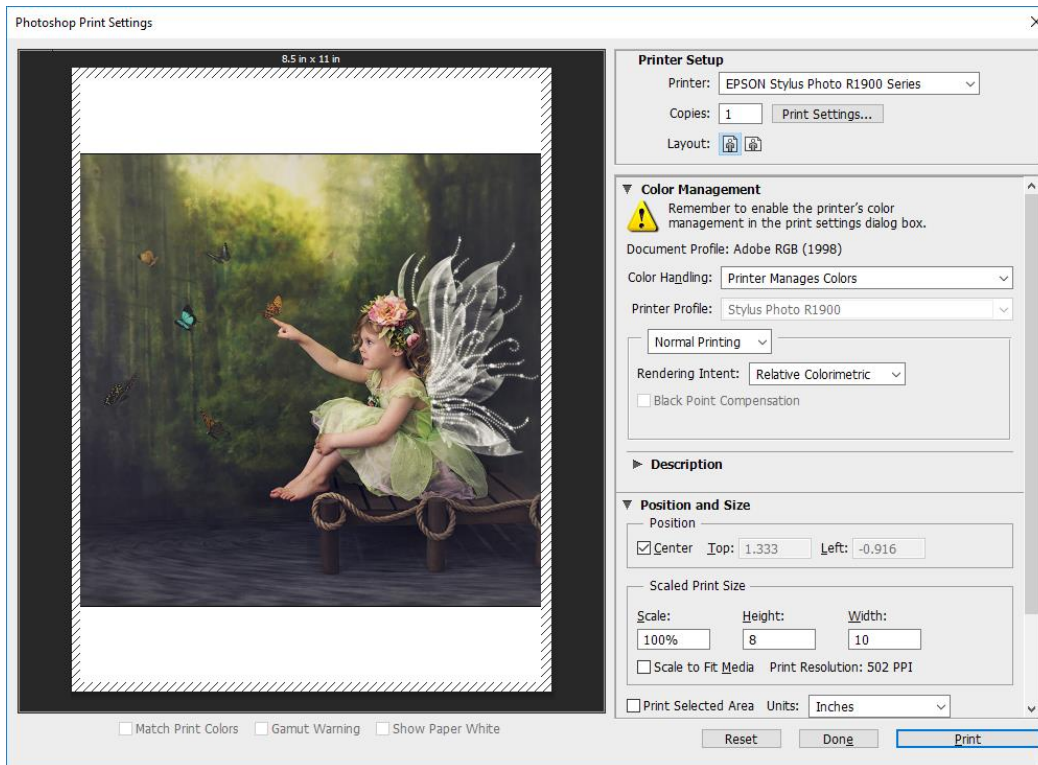 Photoshop Print Settings
8.5 in x 11 in
Match Print Colors Gamut Warning Show Paper White
Printer Setup
Printer: EPSON Stylus Photo R1900 Series
Copies: 1 Print Settings...
Layout:
Color Management
Remember to enable the printer's color
management in the print settings dialog box.
Document Profile: Adobe RGB (1998)
Color Handling: Printer Manages Colors
Printer Profile: Stylus Photo R1900
Normal Printing
Rendering Intent: Relative Colorimetric
Black Point Compensation
Description
Position and Size
Position
Center Top: 1.333 Left: -0.916
Scaled Print Size
Scale: Height: Width:
100% 8 10
Scale to Fit Media Print Resolution: 502 PPI
Print Selected Area Units: Inches
Reset Done Print